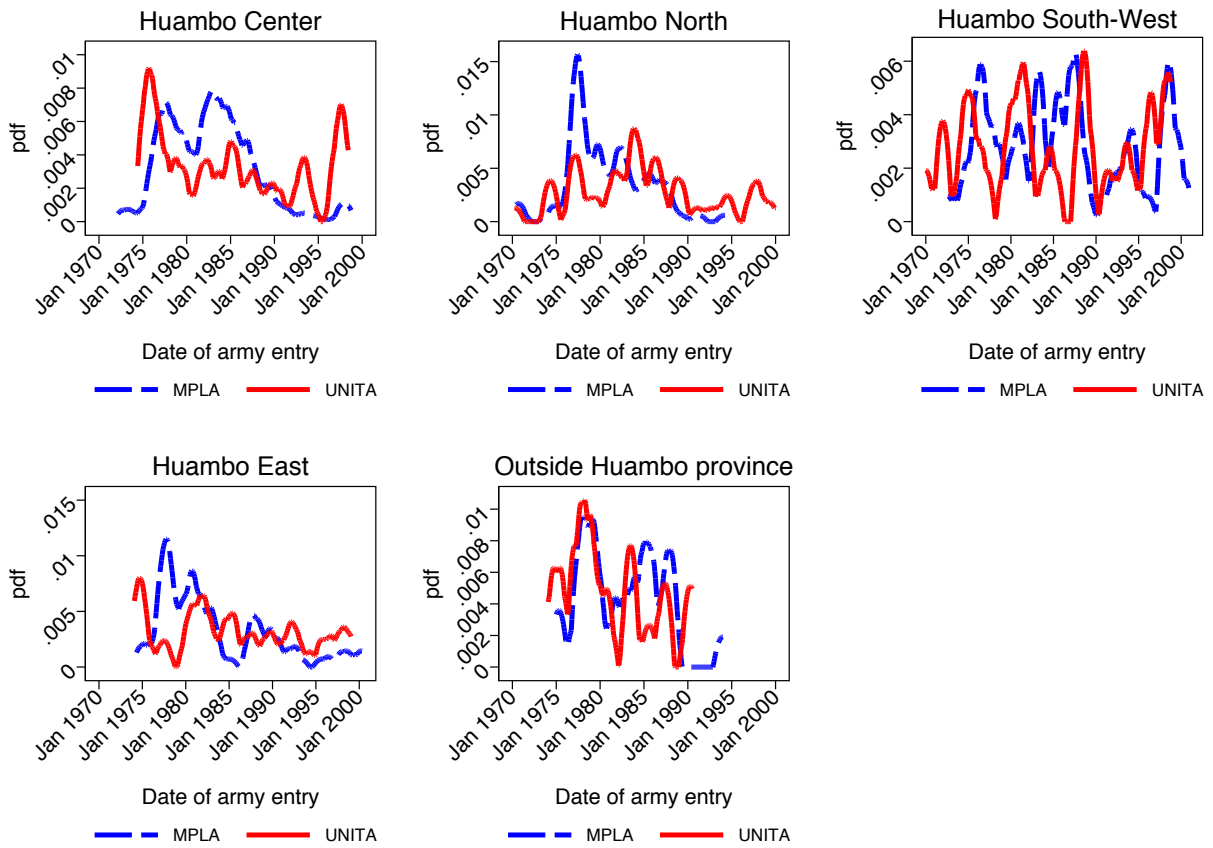 Huambo Center
pdf
0 .002 .004 .006 .008 .01
Jan 1970 Jan 1975 Jan 1980 Jan 1985 Jan 1990 Jan 1995 Jan 2000
Date of army entry
MPLA UNITA
Huambo North
pdf
0 .005 .01 .015
Jan 1970 Jan 1975 Jan 1980 Jan 1985 Jan 1990 Jan 1995 Jan 2000
Date of army entry
MPLA UNITA
Huambo South-West
pdf
0 .002 .004 .006
Jan 1970 Jan 1975 Jan 1980 Jan 1985 Jan 1990 Jan 1995 Jan 2000
Date of army entry
MPLA UNITA
Huambo East
pdf
0 .005 .01 .015
Jan 1970 Jan 1975 Jan 1980 Jan 1985 Jan 1990 Jan 1995 Jan 2000
Date of army entry
MPLA UNITA
Outside Huambo province
pdf
0 .002 .004 .006 .008 .01
Jan 1970 Jan 1975 Jan 1980 Jan 1985 Jan 1990 Jan 1995 Jan 2000
Date of army entry
MPLA UNITA